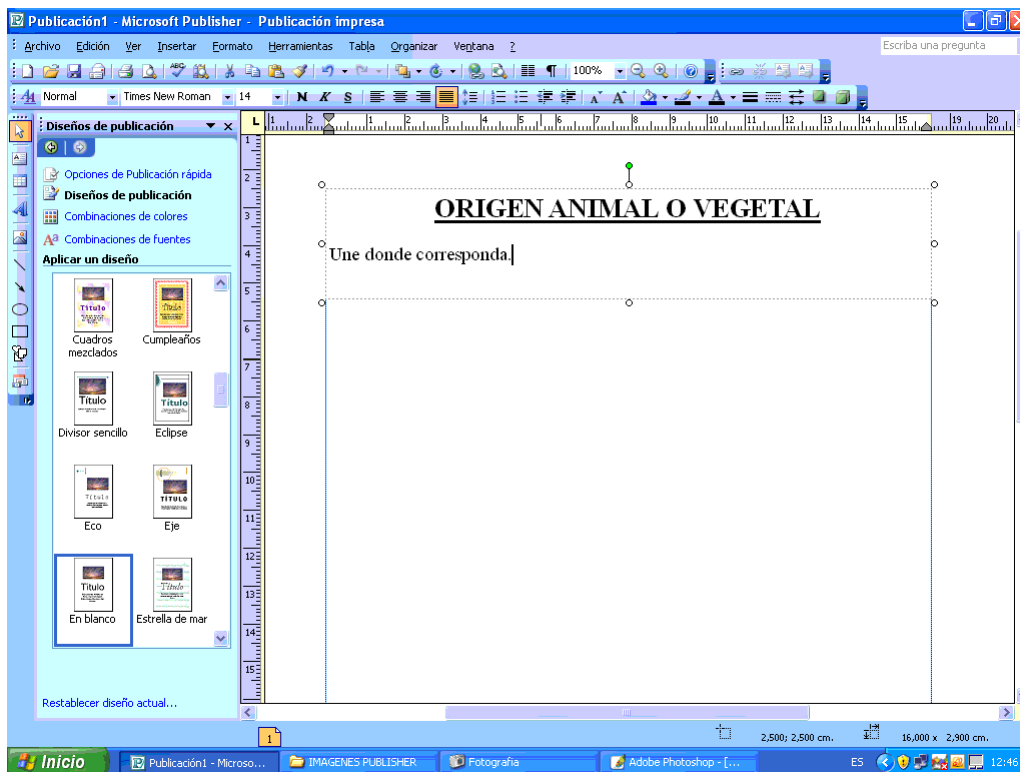 Publicación1 - Microsoft Publisher - Publicación impresa
Archivo Edición Ver Insertar Formato Herramientas Tabla Organizar Ventana ? Escriba una pregunta
100%
Normal Times New Roman 14 N K S
Diseños de publicación
Opciones de Publicación rápida
Diseños de publicación
Combinaciones de colores
Combinaciones de fuentes
Aplicar un diseño
Cuadros mezclados
Cumpleaños
Divisor sencillo
Eclipse
Eco
Eje
En blanco
Estrella de mar
Restablecer diseño actual...
ORIGEN ANIMAL O VEGETAL
Une donde corresponda.
1
2,500; 2,500 cm. 16,000 x 2,900 cm.
Inicio Publicación1 - Microso... IMAGENES PUBLISHER Fotografia Adobe Photoshop - [... ES 12:46